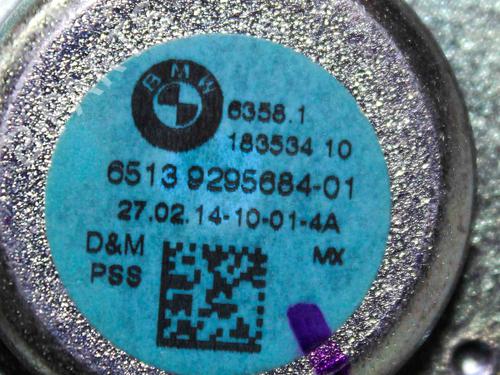 BMW
6358.1
183534 10
6513 9295684-01
27.02.14-10-01-4A
D&M
MX
PSS